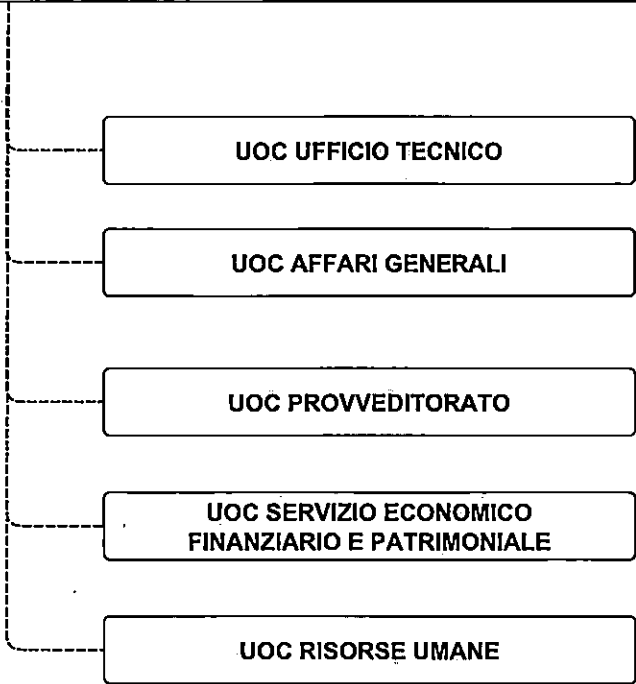 UOC UFFICIO TECNICO
UOC AFFARI GENERALI
UOC PROVVEDITORATO
UOC SERVIZIO ECONOMICO
FINANZIARIO E PATRIMONIALE
UOC RISORSE UMANE